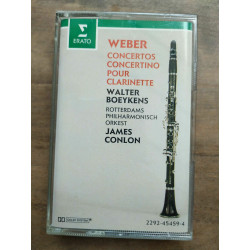 ERATO
WEBER
CONCERTOS
CONCERTINO
POUR
CLARINETTE
WALTER
BOEYKENS
ROTTERDAMS
PHILHARMONISCH
ORKEST
JAMES
CONLON
2292-45459-4